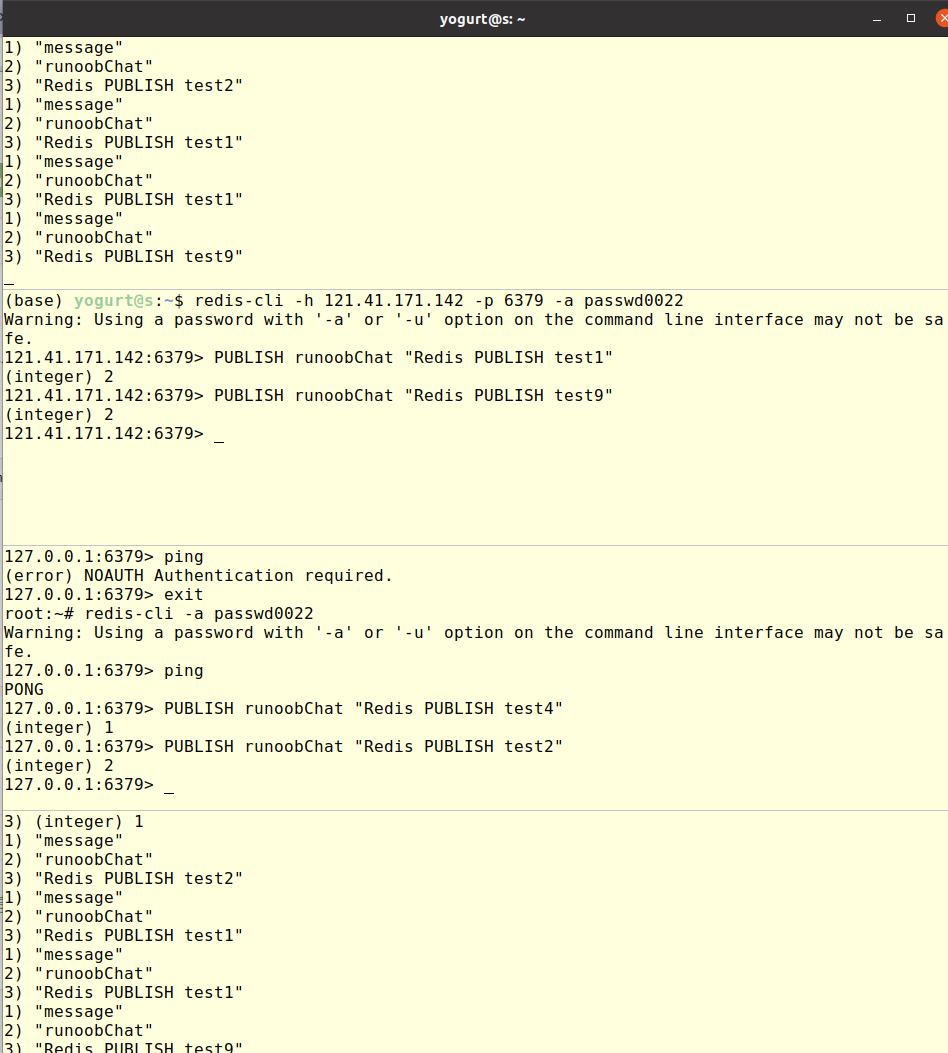 yogurt@s: ~
1) "message"
2) "runoobChat"
3) "Redis PUBLISH test2"
1) "message"
2) "runoobChat"
3) "Redis PUBLISH test1"
1) "message"
2) "runoobChat"
3) "Redis PUBLISH test1"
1) "message"
2) "runoobChat"
3) "Redis PUBLISH test9"
(base) yogurt@s:~$ redis-cli -h 121.41.171.142 -p 6379 -a passwd0022
Warning: Using a password with '-a' or '-u' option on the command line interface may not be sa
fe.
121.41.171.142:6379> PUBLISH runoobChat "Redis PUBLISH test1"
(integer) 2
121.41.171.142:6379> PUBLISH runoobChat "Redis PUBLISH test9"
(integer) 2
121.41.171.142:6379> _
127.0.0.1:6379> ping
(error) NOAUTH Authentication required.
127.0.0.1:6379> exit
root:~# redis-cli -a passwd0022
Warning: Using a password with '-a' or '-u' option on the command line interface may not be sa
fe.
127.0.0.1:6379> ping
PONG
127.0.0.1:6379> PUBLISH runoobChat "Redis PUBLISH test4"
(integer) 1
127.0.0.1:6379> PUBLISH runoobChat "Redis PUBLISH test2"
(integer) 2
127.0.0.1:6379> _
3) (integer) 1
1) "message"
2) "runoobChat"
3) "Redis PUBLISH test2"
1) "message"
2) "runoobChat"
3) "Redis PUBLISH test1"
1) "message"
2) "runoobChat"
3) "Redis PUBLISH test1"
1) "message"
2) "runoobChat"
3) "Redis PUBLISH test9"